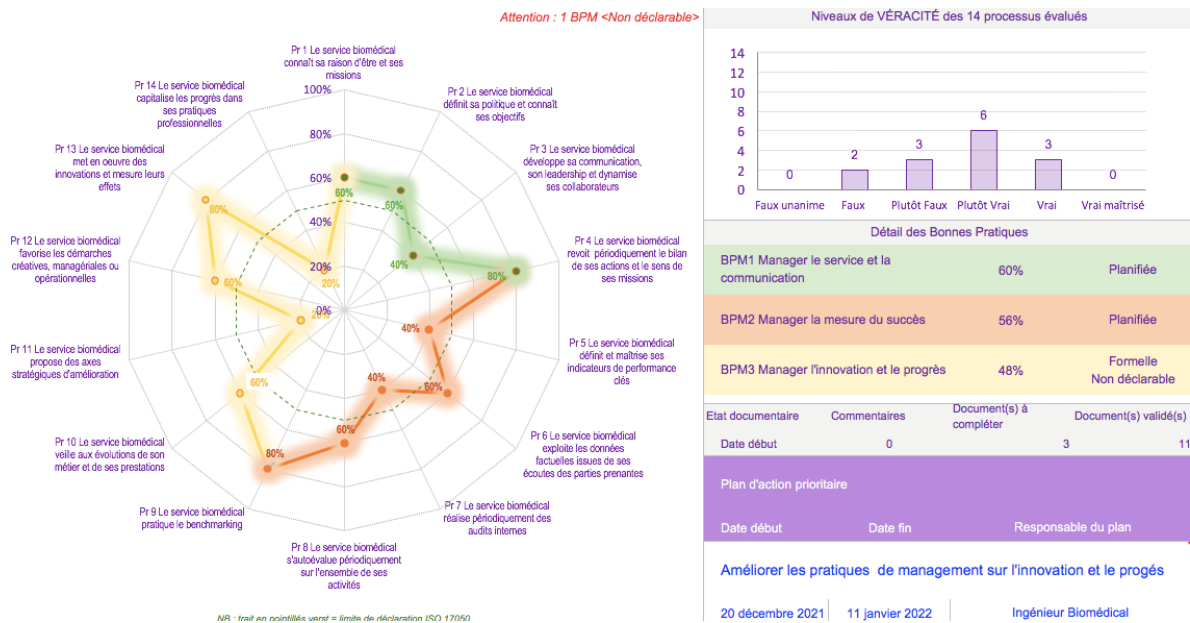 Attention : 1 BPM <Non déclarable>
Pr 1 Le service biomédical
connaît sa raison d'être et ses
missions
Pr 2 Le service biomédical
définit sa politique et connaît
ses objectifs
Pr 3 Le service biomédical
développe sa communication,
son leadership et dynamise
ses collaborateurs
Pr 4 Le service biomédical
revoit périodiquement le bilan
de ses actions et le sens de
ses missions
Pr 5 Le service biomédical
définit et maîtrise ses
indicateurs de performance
clés
Pr 6 Le service biomédical
exploite les données
factuelles issues de ses
écoutes des parties prenantes
Pr 7 Le service biomédical
réalise périodiquement des
audits internes
Pr 8 Le service biomédical
s'autoévalue périodiquement
sur l'ensemble de ses
activités
Pr 9 Le service biomédical
pratique le benchmarking
Pr 10 Le service biomédical
veille aux évolutions de son
métier et de ses prestations
Pr 11 Le service biomédical
propose des axes
stratégiques d'amélioration
Pr 12 Le service biomédical
favorise les démarches
créatives, managériales ou
opérationnelles
Pr 13 Le service biomédical
met en oeuvre des
innovations et mesure leurs
effets
Pr 14 Le service biomédical
capitalise les progrès dans
ses pratiques
professionnelles
100%
80%
60%
40%
20%
0%
60%
60%
40%
80%
40%
60%
40%
60%
80%
60%
20%
60%
80%
20%
NB : trait en pointillés verst = limite de déclaration ISO 17050
Niveaux de VÉRACITÉ des 14 processus évalués
14
12
10
8
6
4
2
0
0
2
3
6
3
0
Faux unanime
Faux
Plutôt Faux
Plutôt Vrai
Vrai
Vrai maîtrisé
Détail des Bonnes Pratiques
BPM1 Manager le service et la
communication
60%
Planifiée
BPM2 Manager la mesure du succès
56%
Planifiée
BPM3 Manager l'innovation et le progrès
48%
Formelle
Non déclarable
Etat documentaire
Commentaires
Document(s) à
compléter
Document(s) validé(s)
Date début
0
3
11
Plan d'action prioritaire
Date début
Date fin
Responsable du plan
Améliorer les pratiques de management sur l'innovation et le progés
20 décembre 2021
11 janvier 2022
Ingénieur Biomédical